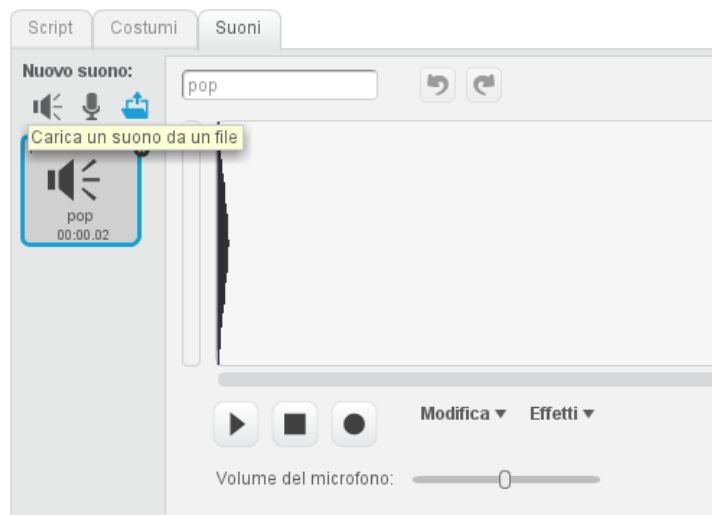 Script Costumi Suoni
Nuovo suono:
pop
Carica un suono da un file
pop
00:00.02
Modifica Effetti
Volume del microfono: